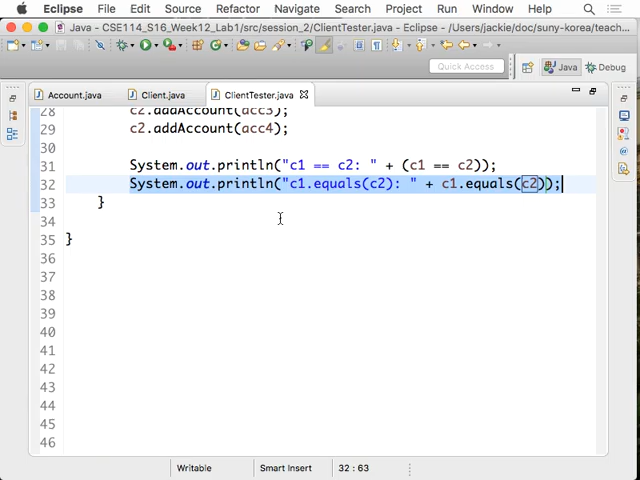 Eclipse File Edit Source Refactor Navigate Search Project Run Window Help
Java - CSE114_S16_Week12_Lab1/src/session_2/ClientTester.java - Eclipse - /Users/jackie/doc/suny-korea/teach...
Quick Access
Java Debug
Account.java Client.java ClientTester.java
28 c2.addAccount(acc3);
29 c2.addAccount(acc4);
30
31 System.out.println("c1 == c2: " + (c1 == c2));
32 System.out.println("c1.equals(c2): " + c1.equals(c2));
33 }
34
35 }
36
37
38
39
40
41
42
43
44
45
46
Writable Smart Insert 32 : 63